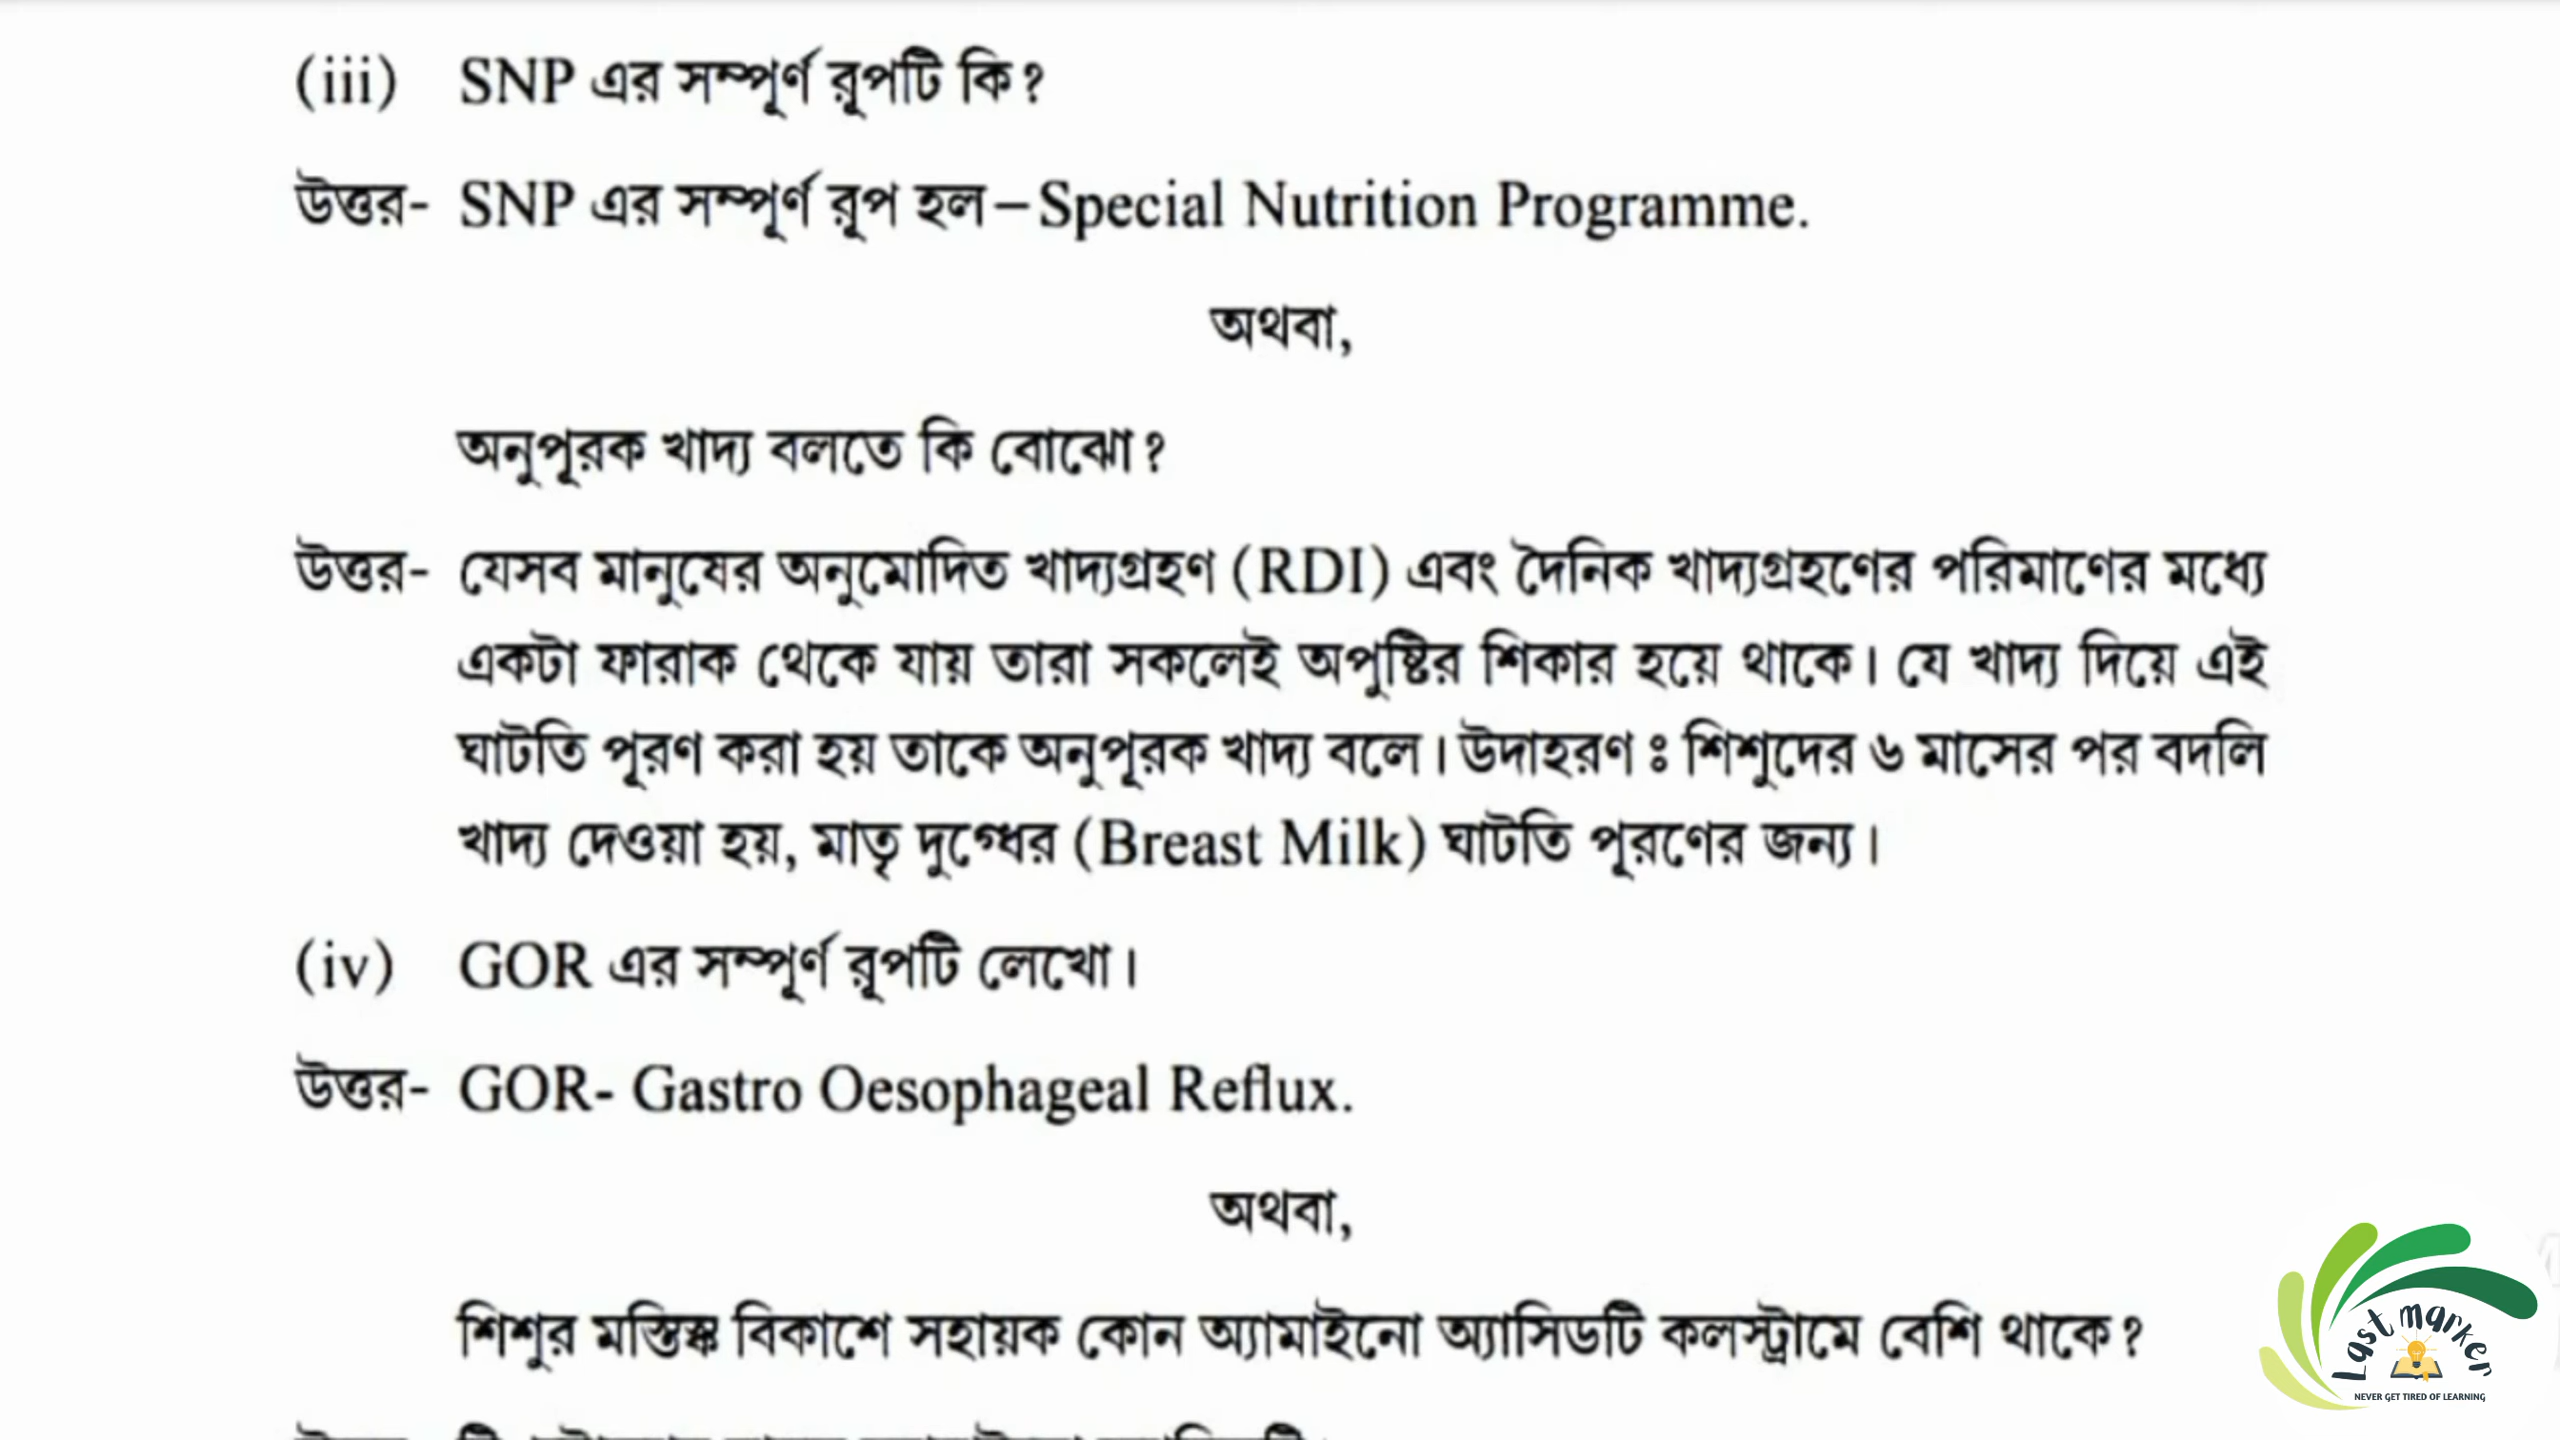 (iii) SNP এর সম্পূর্ণ রূপটি কি?
উত্তর- SNP এর সম্পূর্ণ রূপ হল–Special Nutrition Programme.
অথবা,
অনুপূরক খাদ্য বলতে কি বোঝো?
উত্তর- যেসব মানুষের অনুমোদিত খাদ্যগ্রহণ (RDI) এবং দৈনিক খাদ্যগ্রহণের পরিমাণের মধ্যে
একটা ফারাক থেকে যায় তারা সকলেই অপুষ্টির শিকার হয়ে থাকে। যে খাদ্য দিয়ে এই
ঘাটতি পূরণ করা হয় তাকে অনুপূরক খাদ্য বলে। উদাহরণ ঃ শিশুদের ৬ মাসের পর বদলি
খাদ্য দেওয়া হয়, মাতৃ দুগ্ধের (Breast Milk) ঘাটতি পূরণের জন্য।
(iv) GOR এর সম্পূর্ণ রূপটি লেখো।
উত্তর- GOR- Gastro Oesophageal Reflux.
অথবা,
শিশুর মস্তিষ্ক বিকাশে সহায়ক কোন অ্যামাইনো অ্যাসিডটি কলস্ট্রামে বেশি থাকে?
Last marker
NEVER GET TIRED OF LEARNING